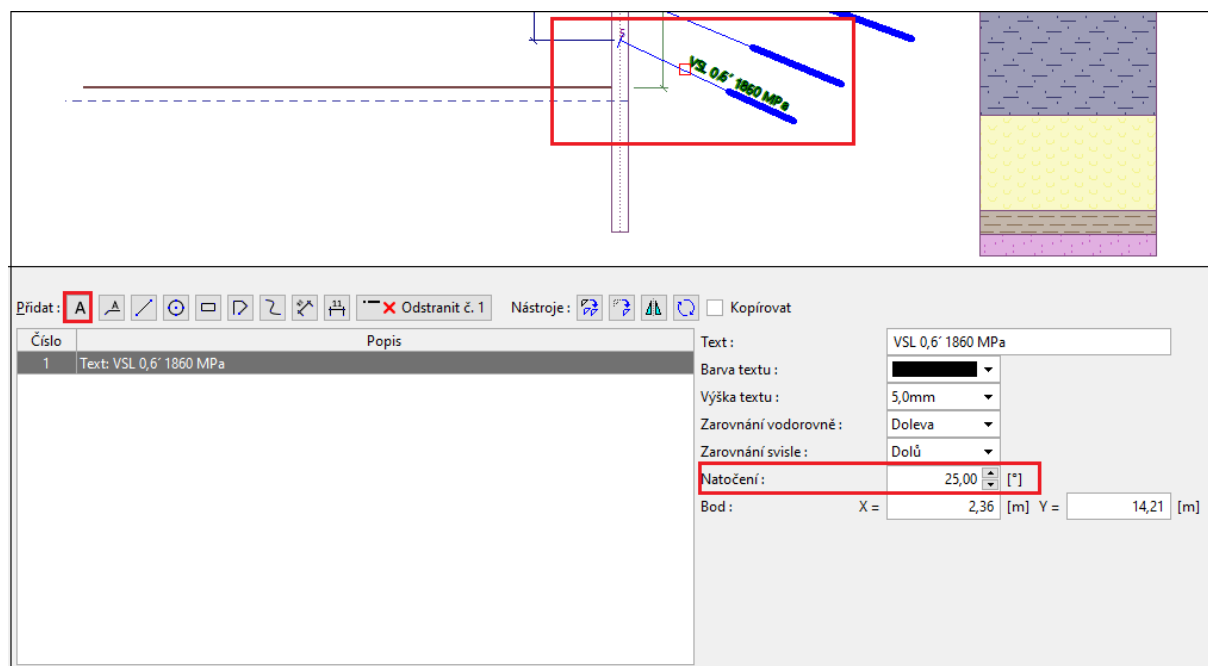 VSL 0,6´ 1860 MPa
Přidat :
A
A
11
Odstranit č. 1
Nástroje :
Kopírovat
Číslo
Popis
1
Text: VSL 0,6´ 1860 MPa
Text :
VSL 0,6´ 1860 MPa
Barva textu :
Výška textu :
5,0mm
Zarovnání vodorovně :
Doleva
Zarovnání svisle :
Dolů
Natočení :
25,00
[°]
Bod :
X =
2,36
[m]
Y =
14,21
[m]